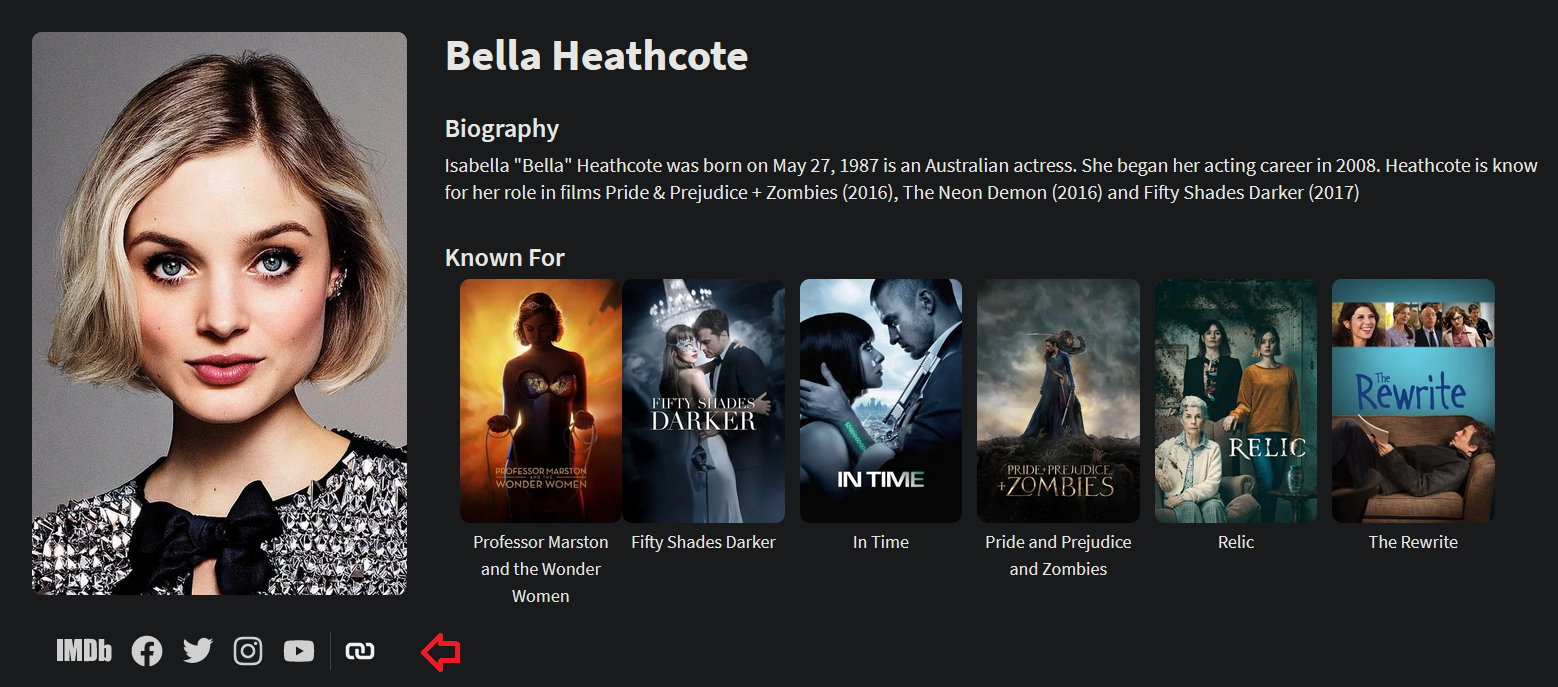 Bella Heathcote
Biography
Isabella "Bella" Heathcote was born on May 27, 1987 is an Australian actress. She began her acting career in 2008. Heathcote is know
for her role in films Pride & Prejudice + Zombies (2016), The Neon Demon (2016) and Fifty Shades Darker (2017)
Known For
PROFESSOR MARSTON
AND THE
WONDER WOMEN
FIFTY SHADES
DARKER
IN TIME
PRIDE + PREJUDICE
+ZOMBIES
RELIC
The
Rewrite
Professor Marston
and the Wonder
Women
Fifty Shades Darker
In Time
Pride and Prejudice
and Zombies
Relic
The Rewrite
IMDb